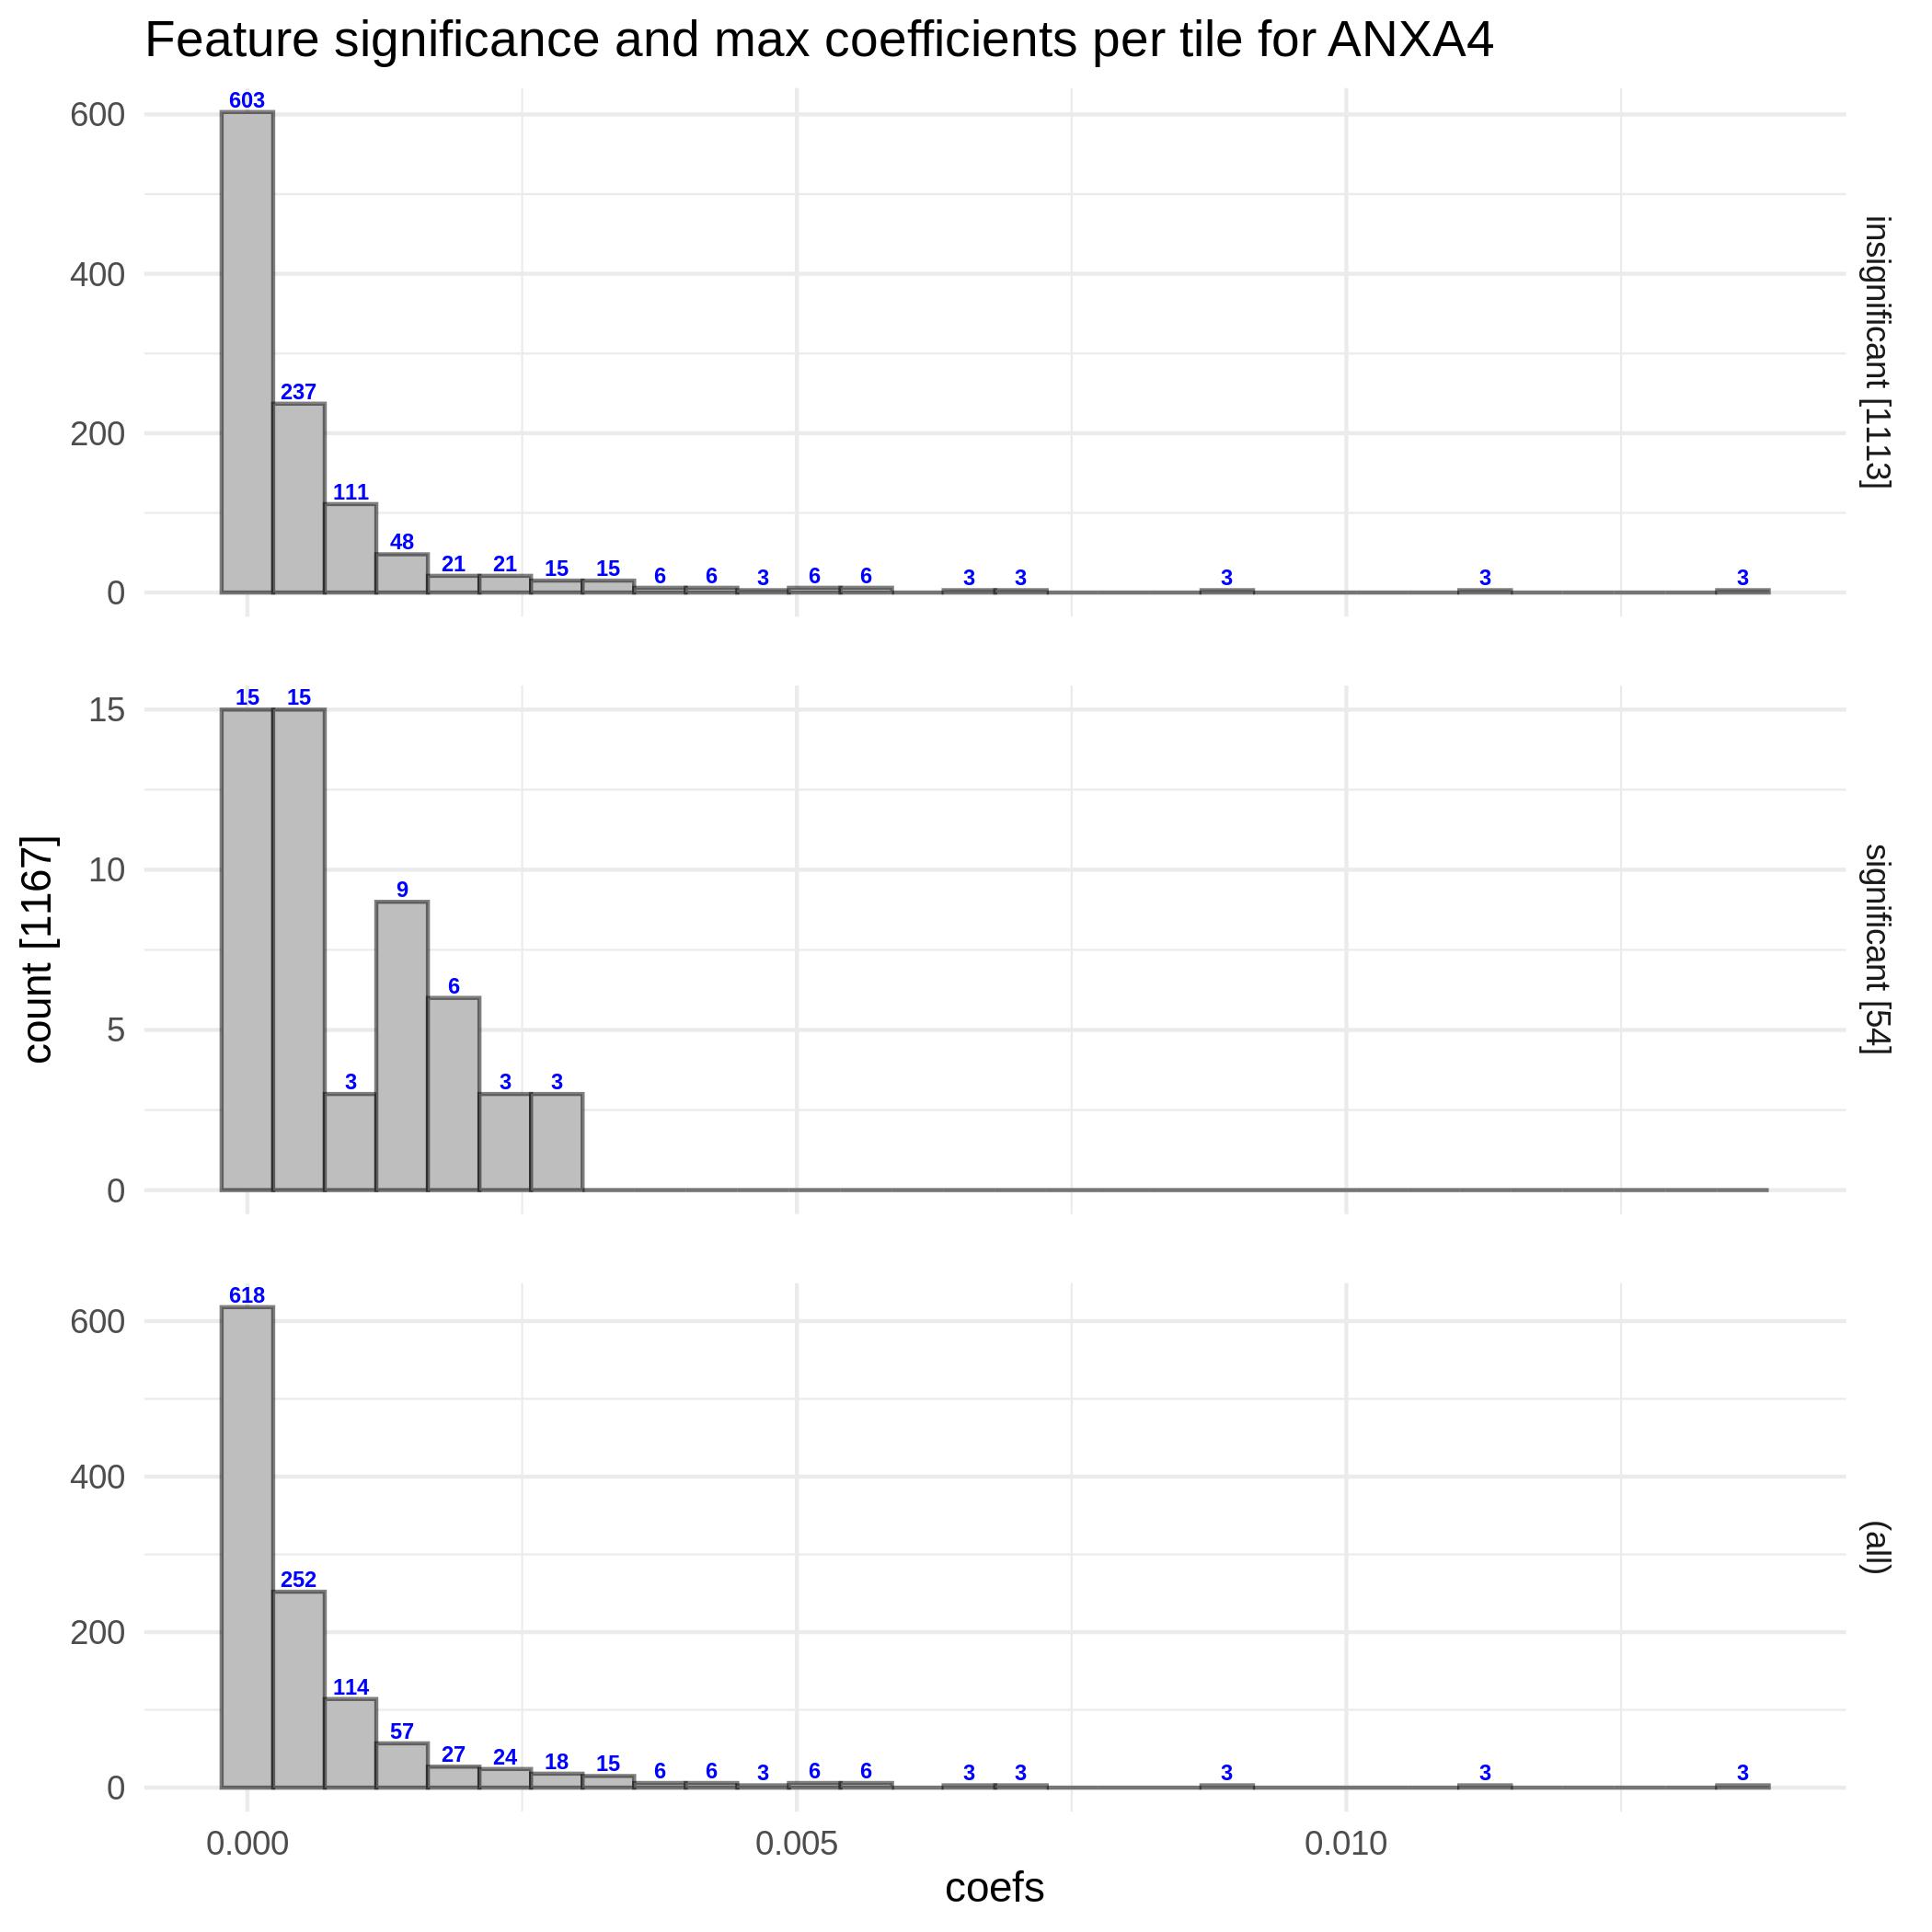 Feature significance and max coefficients per tile for ANXA4
603
600
237
400
111
200
48
21 21 15 15 6 6 3 6 6 3 3 3 3 3
0
insignificant [1113]
15 15
15
10
9
6
5
3 3 3
0
significant [54]
count [1167]
618
600
400
252
200
114
57
27 24 18 15 6 6 3 6 6 3 3 3 3 3
0
(all)
0.000 0.005 0.010
coefs